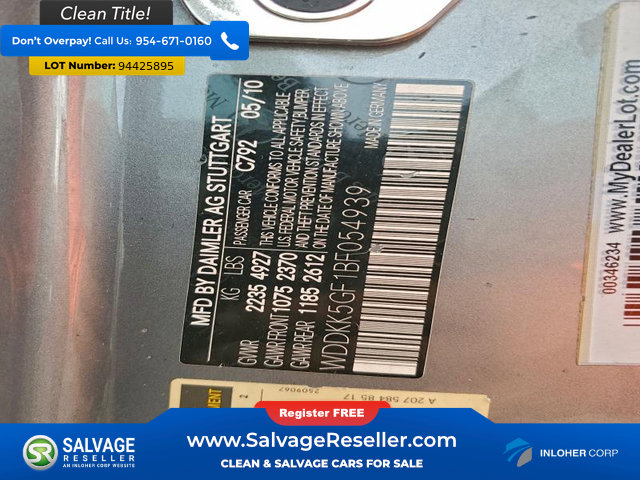 Clean Title!
Don't Overpay! Call Us: 954-671-0160
LOT Number: 94425895
MFD BY DAIMLER AG STUTTGART
KG LBS PASSENGER CAR C792 05/10
GVWR 2235 4927 THIS VEHICLE CONFORMS TO ALL APPLICABLE
GAWR FRONT 1075 2370 U.S. FEDERAL MOTOR VEHICLE SAFETY, BUMPER
GAWR REAR 1185 2612 AND THEFT PREVENTION STANDARDS IN EFFECT
ON THE DATE OF MANUFACTURE SHOWN ABOVE
WDDKK5GF1BF054939
MADE IN GERMANY
00346234 www.MyDealerLot.com
2
2509067
A 207 584 85 17
Register FREE
SR SALVAGE
RESELLER
AN INLOHER CORP WEBSITE
www.SalvageReseller.com
CLEAN & SALVAGE CARS FOR SALE
INLOHER CORP